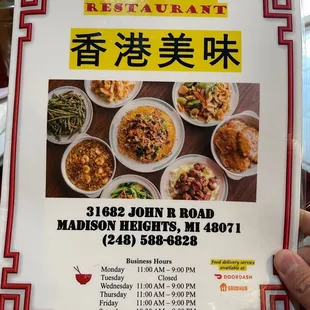 RESTAURANT
香港美味
31682 JOHN R ROAD
MADISON HEIGHTS, MI 48071
(248) 588-6828
Business Hours
Monday 11:00 AM – 9:00 PM
Tuesday Closed
Wednesday 11:00 AM – 9:00 PM
Thursday 11:00 AM – 9:00 PM
Friday 11:00 AM – 9:00 PM
Food delivery service
available at:
DOORDASH
GRUBHUB